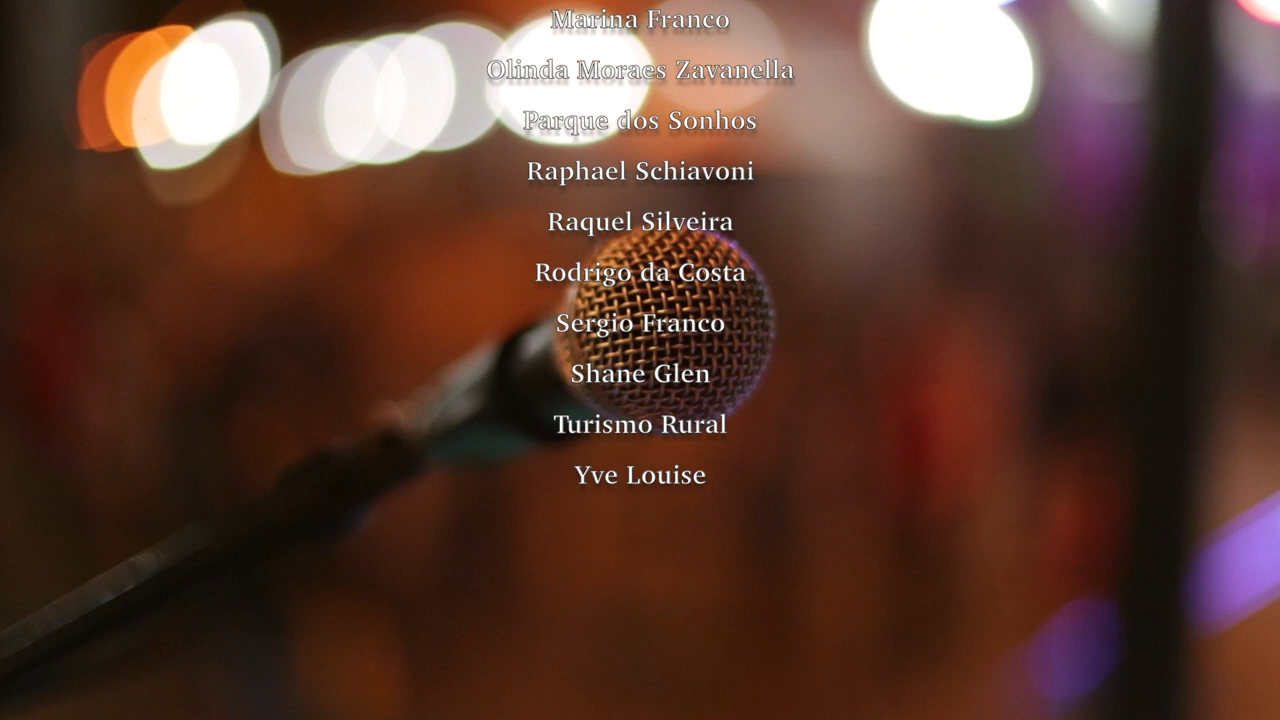 Marina Franco
Olinda Moraes Zavanella
Parque dos Sonhos
Raphael Schiavoni
Raquel Silveira
Rodrigo da Costa
Sergio Franco
Shane Glen
Turismo Rural
Yve Louise